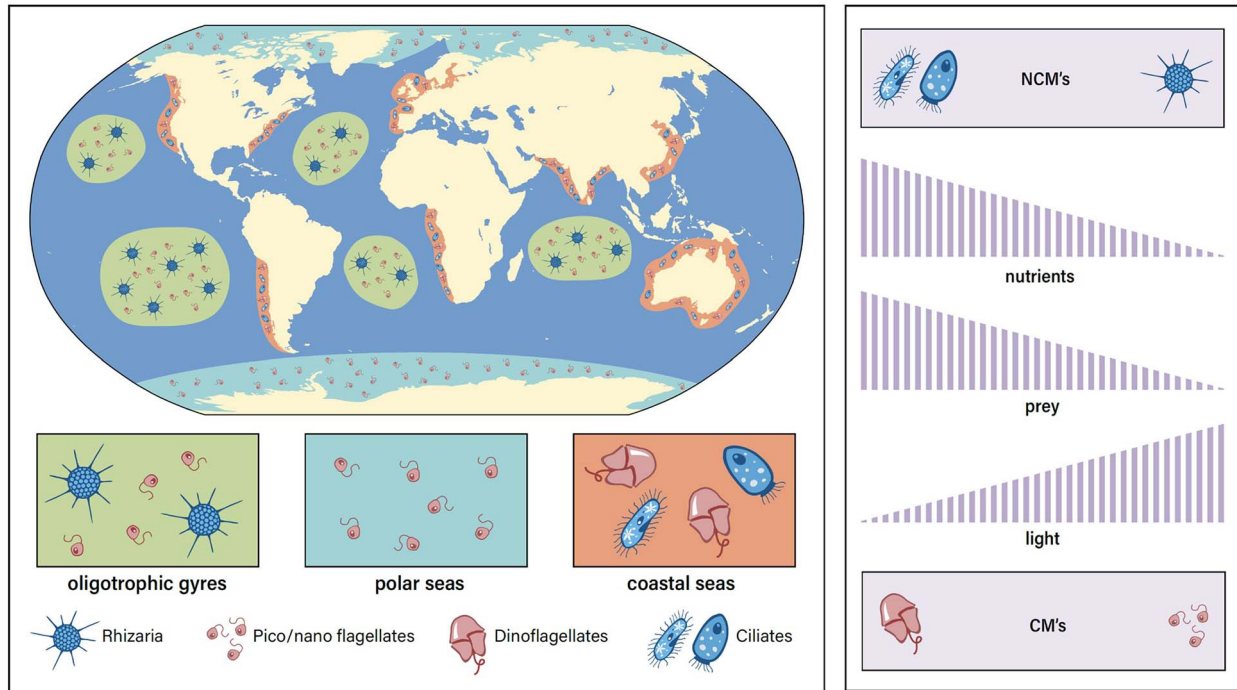 oligotrophic gyres
polar seas
coastal seas
Rhizaria
Pico/nano flagellates
Dinoflagellates
Ciliates
NCM's
nutrients
prey
light
CM's